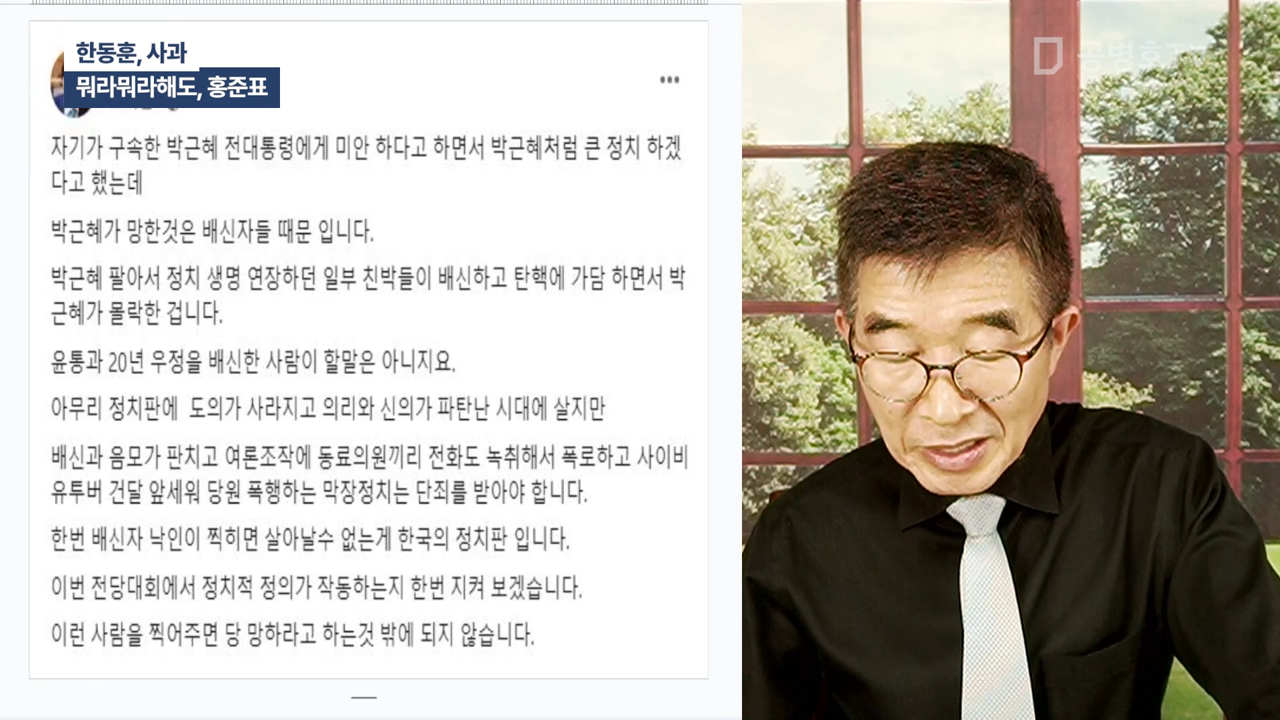 한동훈, 사과
뭐라뭐라해도, 홍준표
자기가 구속한 박근혜 전대통령에게 미안 하다고 하면서 박근혜처럼 큰 정치 하겠
다고 했는데
박근혜가 망한것은 배신자들 때문 입니다.
박근혜 팔아서 정치 생명 연장하던 일부 친박들이 배신하고 탄핵에 가담 하면서 박
근혜가 몰락한 겁니다.
윤통과 20년 우정을 배신한 사람이 할말은 아니지요.
아무리 정치판에 도의가 사라지고 의리와 신의가 파탄난 시대에 살지만
배신과 음모가 판치고 여론조작에 동료의원끼리 전화도 녹취해서 폭로하고 사이비
유투버 건달 앞세워 당원 폭행하는 막장정치는 단죄를 받아야 합니다.
한번 배신자 낙인이 찍히면 살아날수 없는게 한국의 정치판 입니다.
이번 전당대회에서 정치적 정의가 작동하는지 한번 지켜 보겠습니다.
이런 사람을 찍어주면 당 망하라고 하는것 밖에 되지 않습니다.